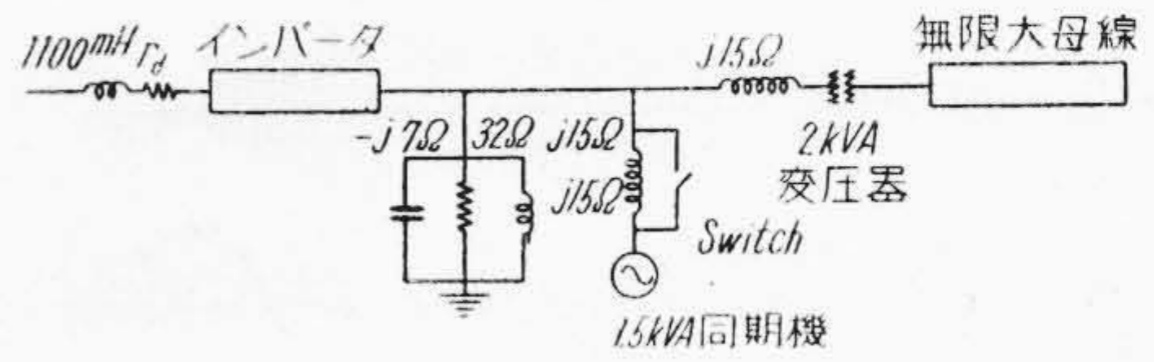 1100mH rd
インバータ
j15Ω
無限大母線
-j7Ω
32Ω
j15Ω
j15Ω
2kVA
変圧器
Switch
1.5kVA同期機